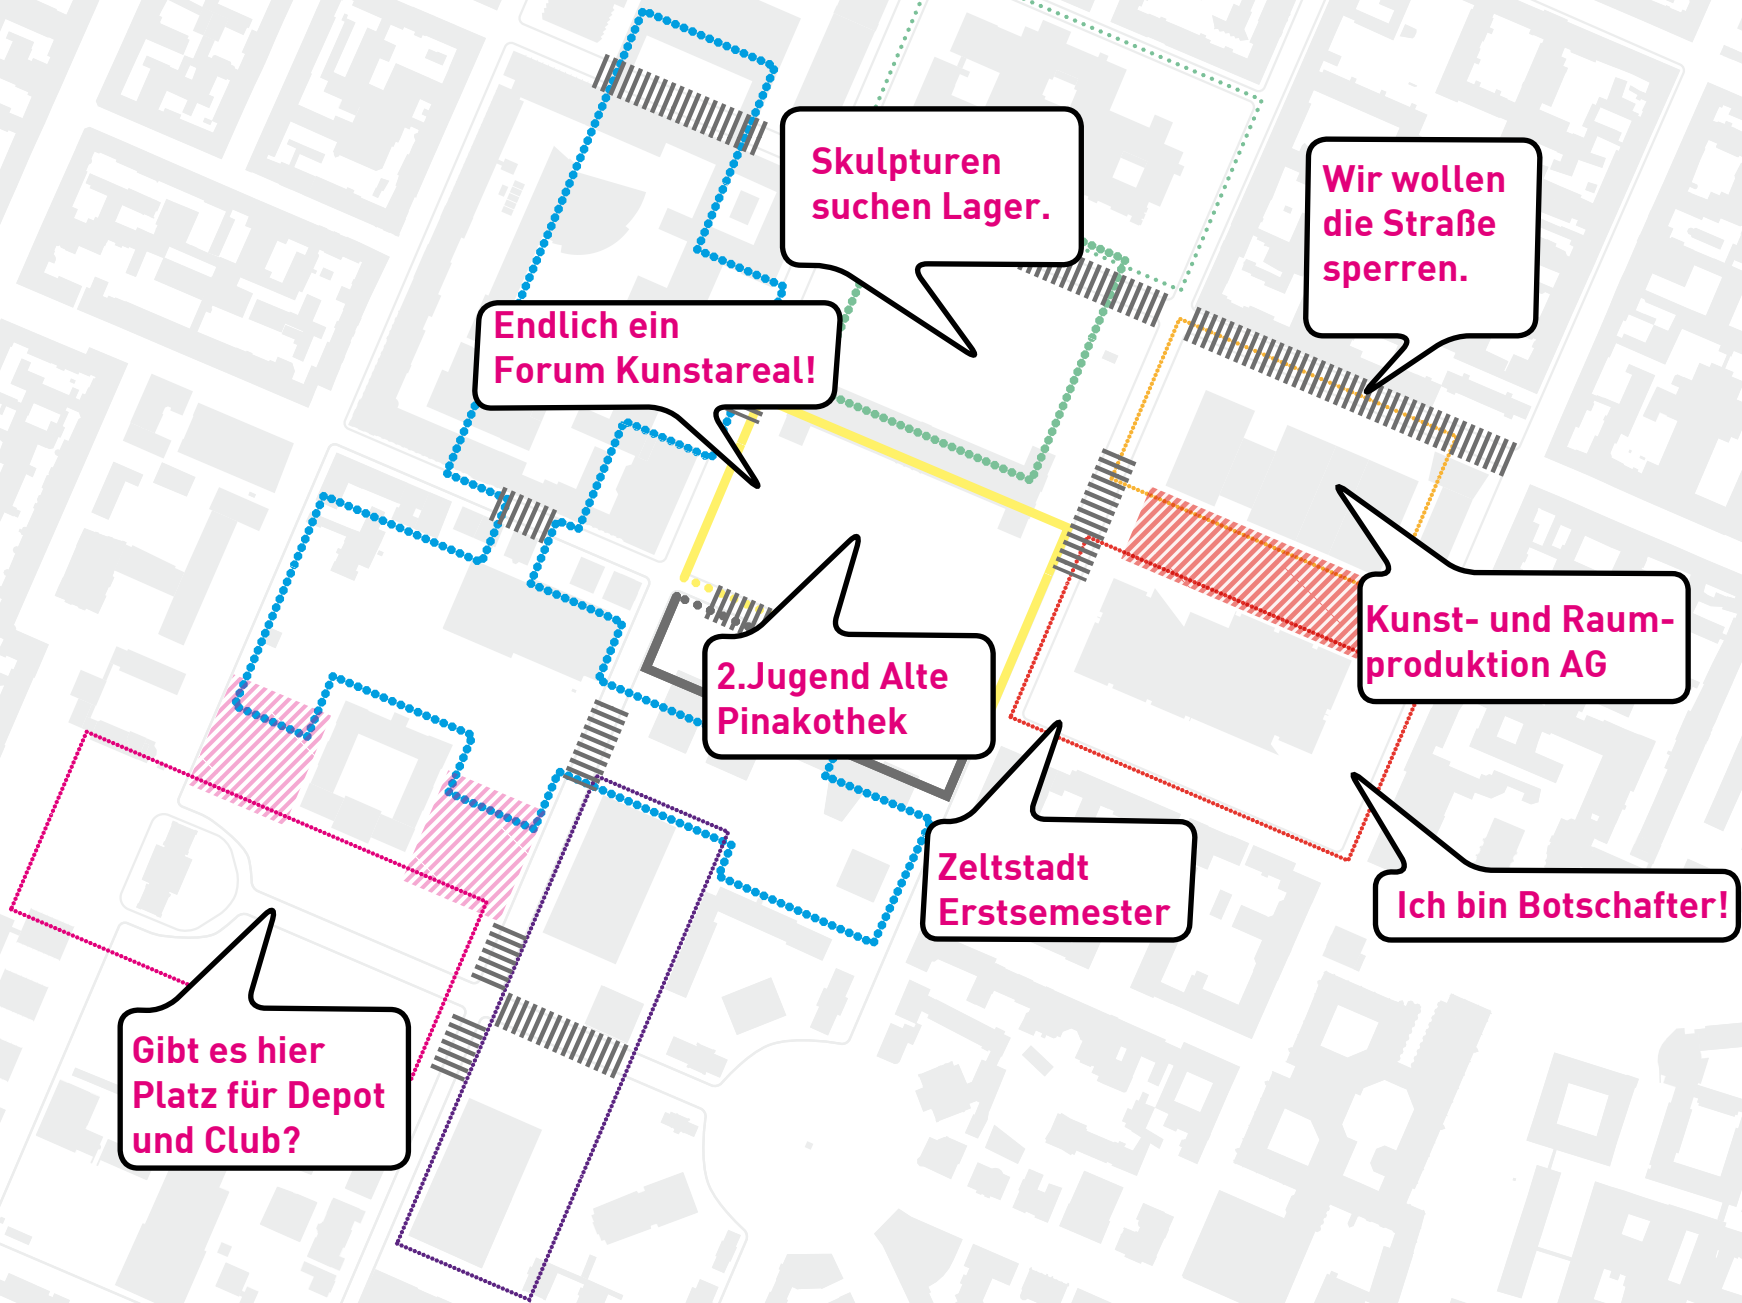 Skulpturen
suchen Lager.
Wir wollen
die Straße
sperren.
Endlich ein
Forum Kunstareal!
Kunst- und Raum-
produktion AG
2.Jugend Alte
Pinakothek
Zeltstadt
Erstsemester
Ich bin Botschafter!
Gibt es hier
Platz für Depot
und Club?